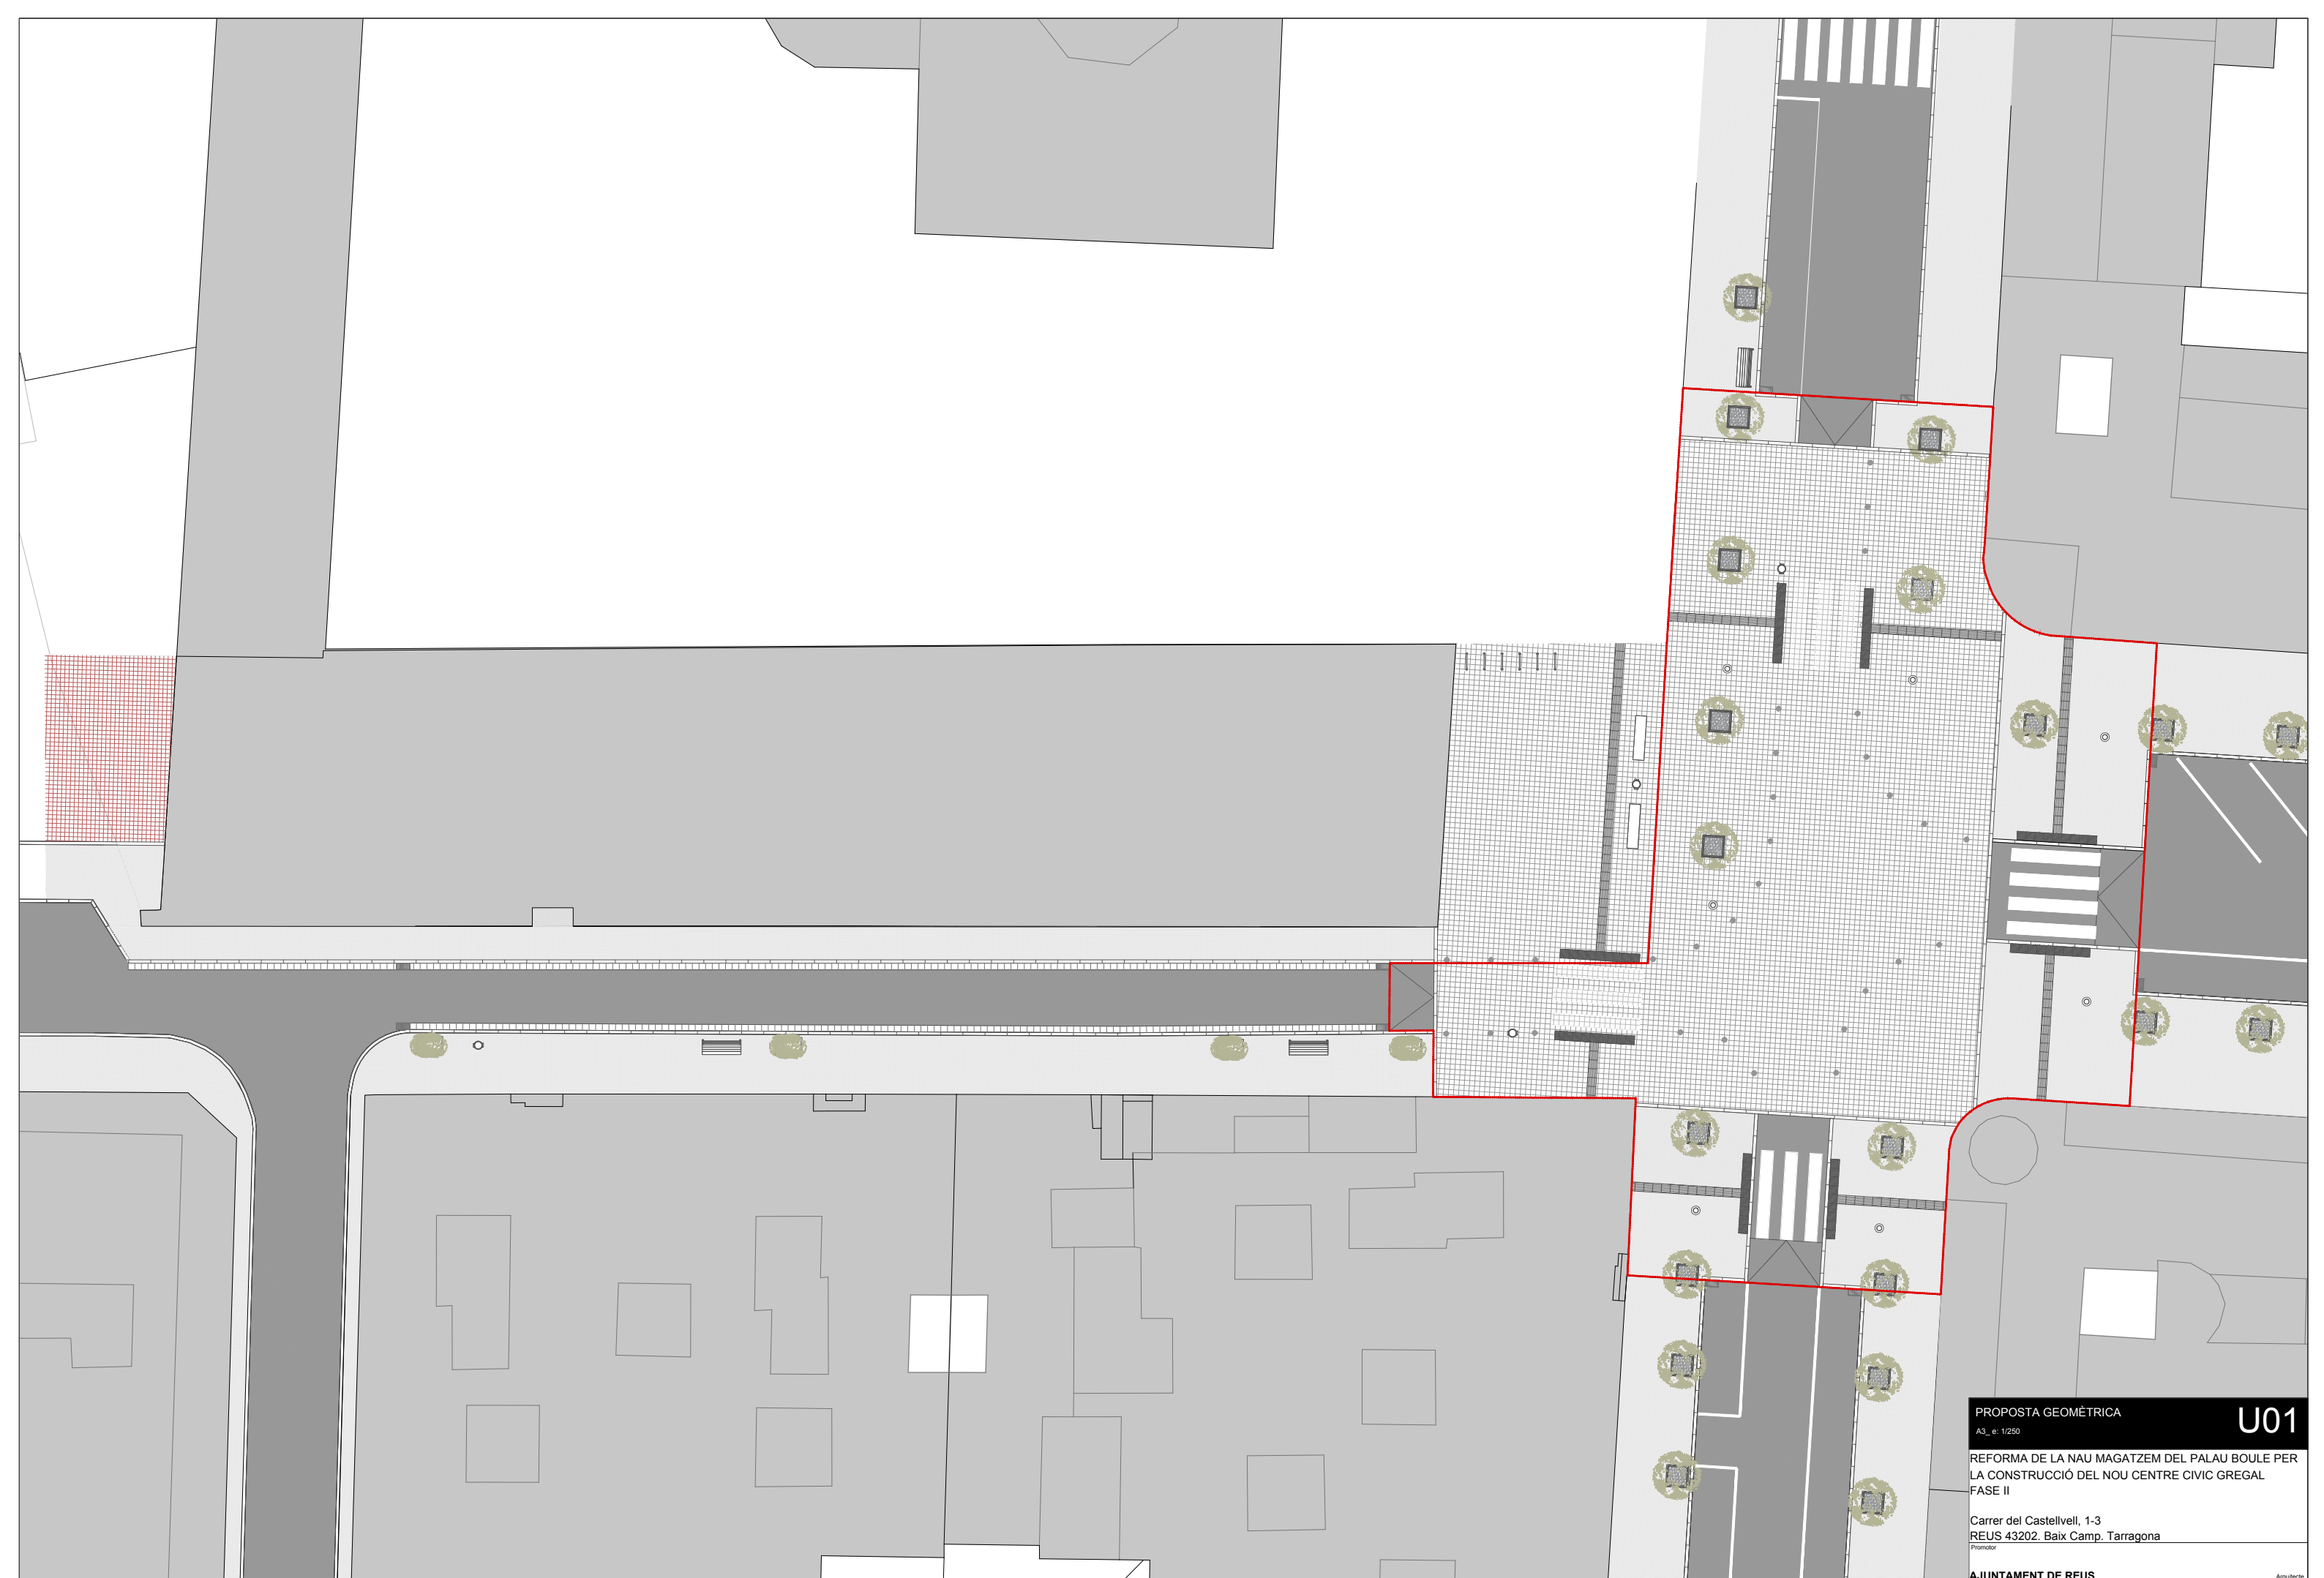 PROPOSTA GEOMÈTRICA
U01
A3_ e: 1/250
REFORMA DE LA NAU MAGATZEM DEL PALAU BOULE PER
LA CONSTRUCCIÓ DEL NOU CENTRE CIVIC GREGAL
FASE II
Carrer del Castellvell, 1-3
REUS 43202. Baix Camp. Tarragona
Promotor
AJUNTAMENT DE REUS
Arquitecte